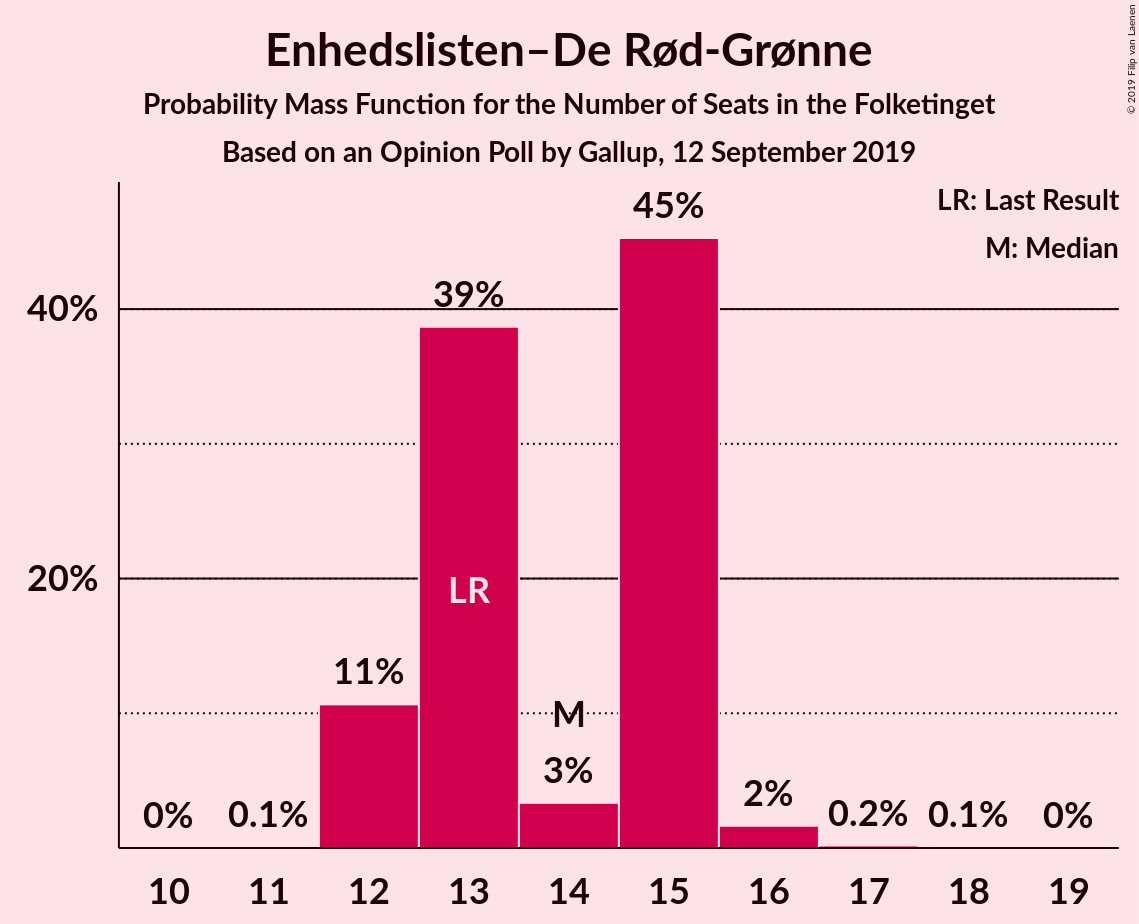 Enhedslisten–De Rød-Grønne
Probability Mass Function for the Number of Seats in the Folketinget
Based on an Opinion Poll by Gallup, 12 September 2019
© 2019 Filip van Laenen
LR: Last Result
M: Median
45%
39%
40%
20%
LR
11%
M
3%
2%
0% 0.1% 0.2% 0.1% 0%
10 11 12 13 14 15 16 17 18 19